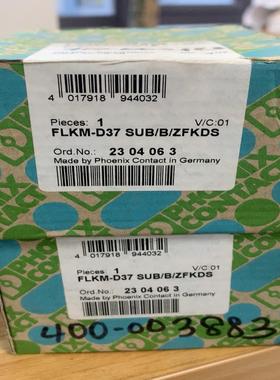 4 017918 944032
Pieces: 1
V/C:01
FLKM-D37 SUB/B/ZFKDS
Ord.No.: 23 04 06 3
Made by Phoenix Contact in Germany
4 017918 944032
Pieces: 1
V/C:01
FLKM-D37 SUB/B/ZFKDS
Ord.No.: 23 04 06 3
Made by Phoenix Contact in Germany
400-003883